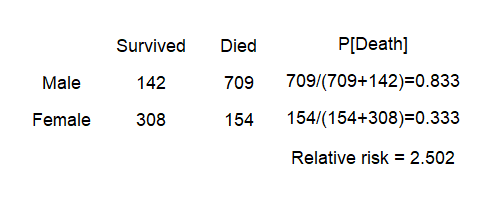 Survived Died P[Death]
Male 142 709 709/(709+142)=0.833
Female 308 154 154/(154+308)=0.333
Relative risk = 2.502